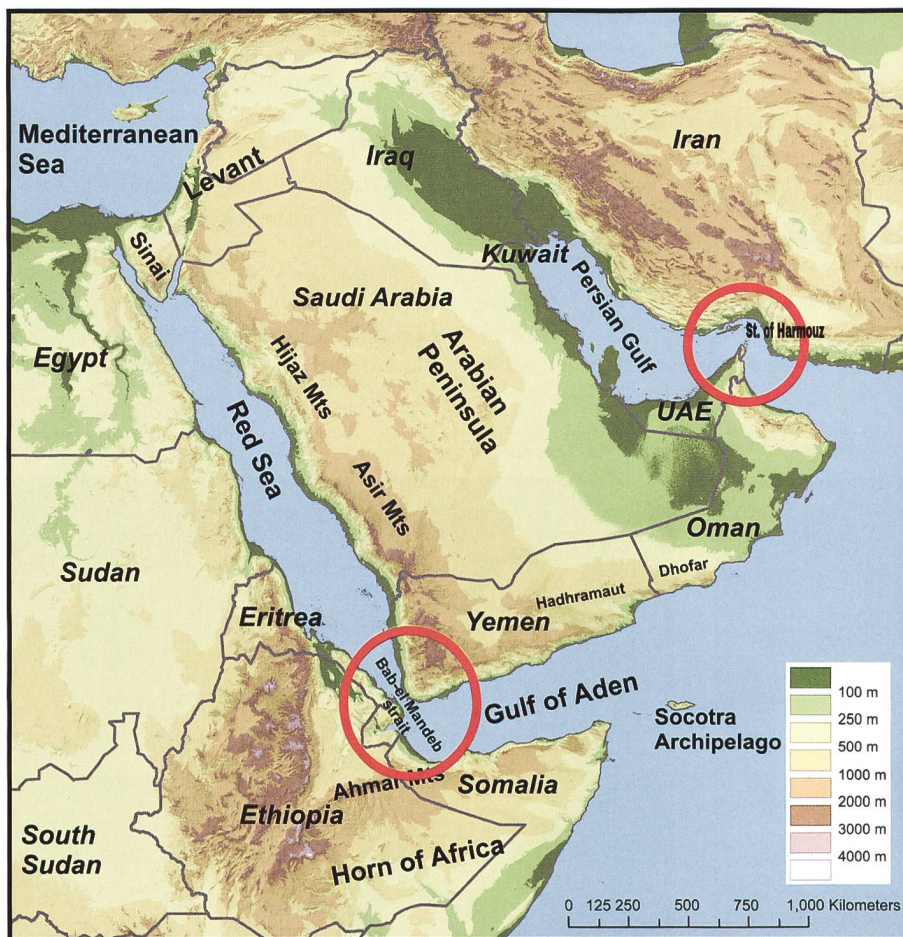 Mediterranean
Sea
Levant
Iraq
Iran
Sinai
Kuwait
Persian Gulf
St. of Harmouz
Saudi Arabia
Egypt
Hijaz Mts
Arabian
Peninsula
UAE
Red Sea
Asir Mts
Oman
Sudan
Dhofar
Hadhramaut
Eritrea
Yemen
Bab-el-Mandeb
strait
Gulf of Aden
Socotra
Archipelago
Ahmar Mts
Somalia
Ethiopia
South
Sudan
Horn of Africa
100 m
250 m
500 m
1000 m
2000 m
3000 m
4000 m
0 125 250 500 750 1,000 Kilometers